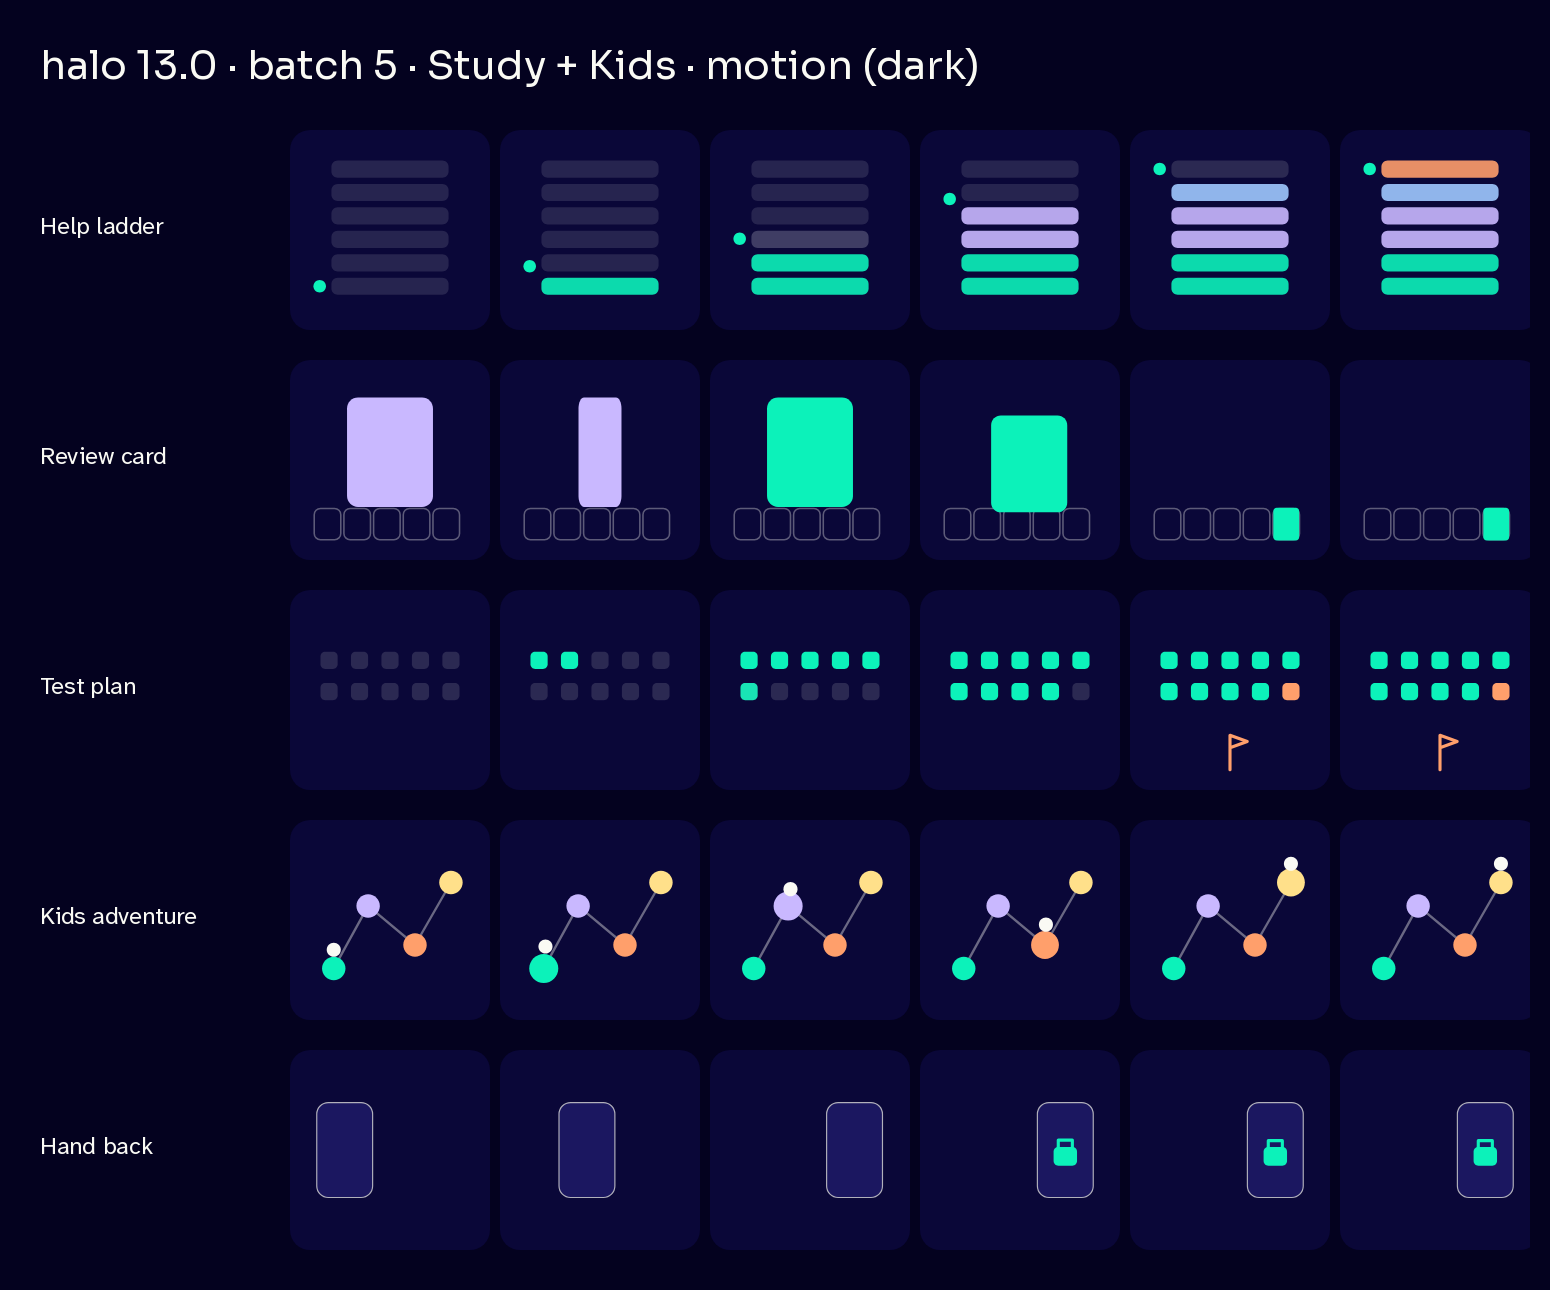 halo 13.0 · batch 5 · Study + Kids · motion (dark)
Help ladder
Review card
Test plan
Kids adventure
Hand back